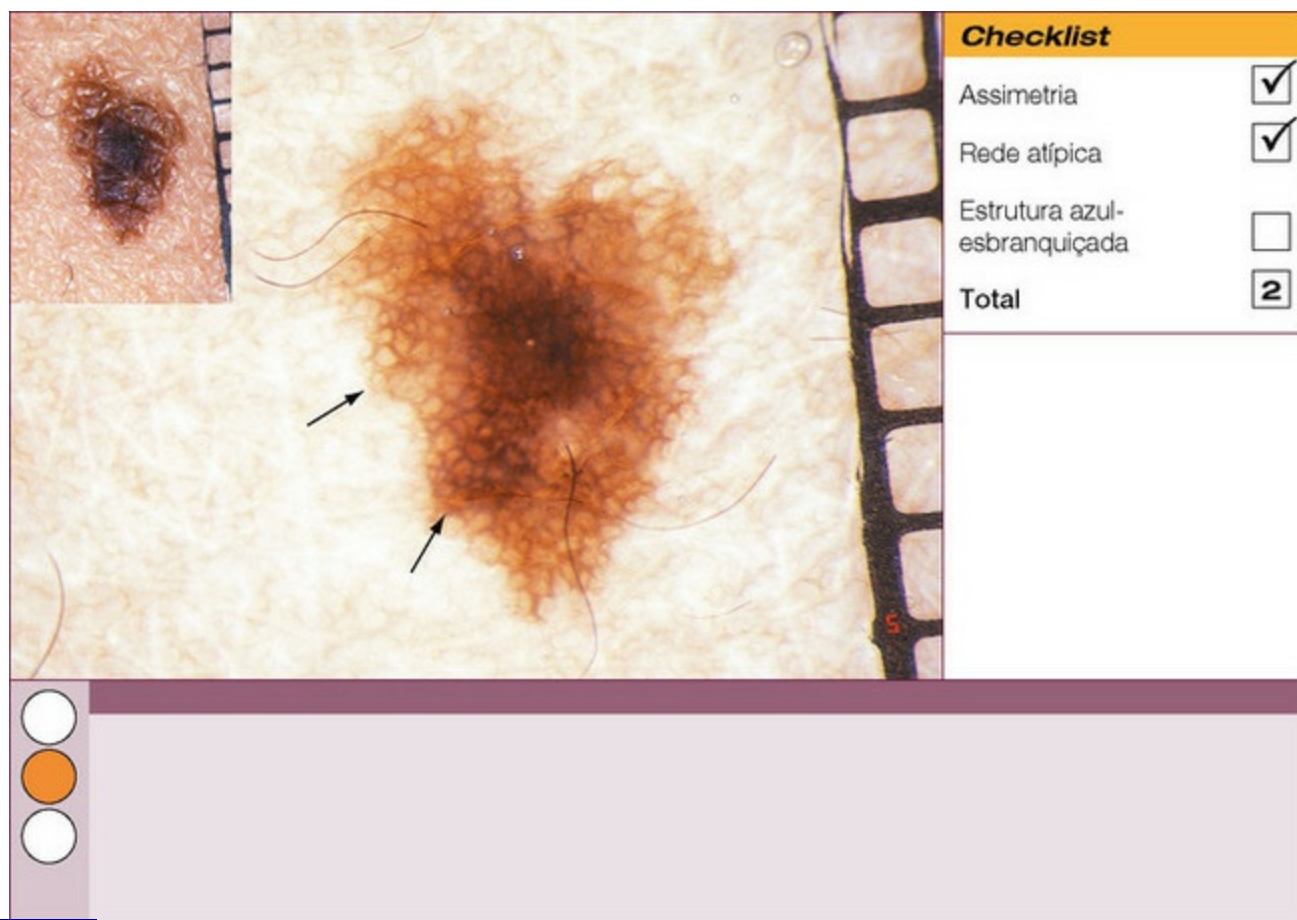 Checklist
Assimetria
Rede atípica
Estrutura azul-
esbranquiçada
Total 2
5